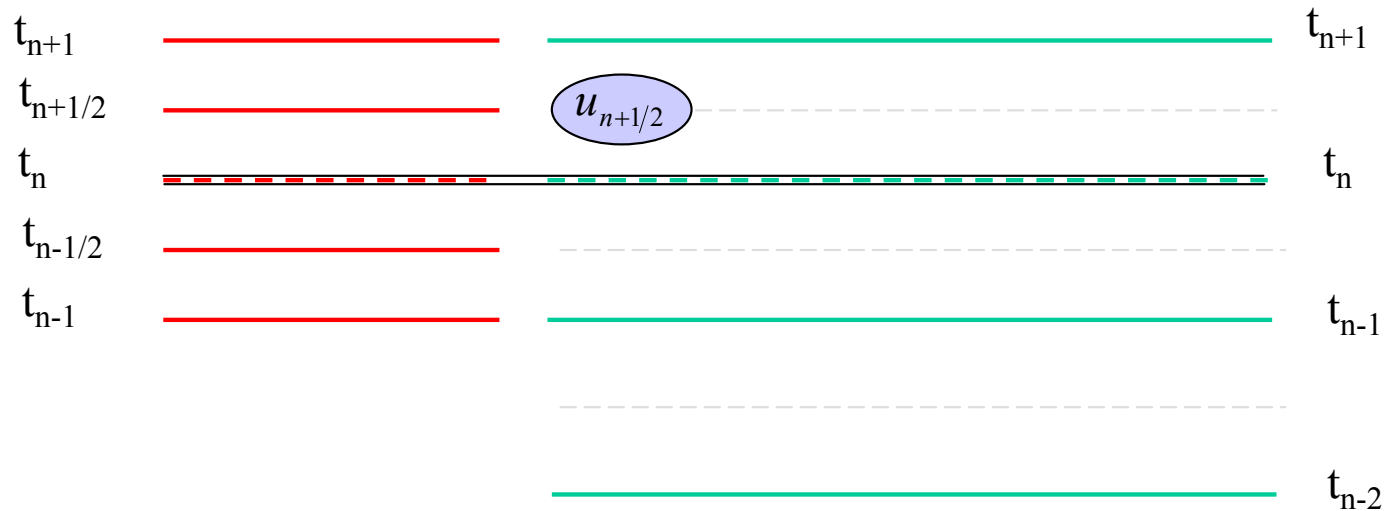 t_{n+1} t_{n+1}
t_{n+1/2} u_{n+1/2}
t_n t_n
t_{n-1/2}
t_{n-1} t_{n-1}
t_{n-2}